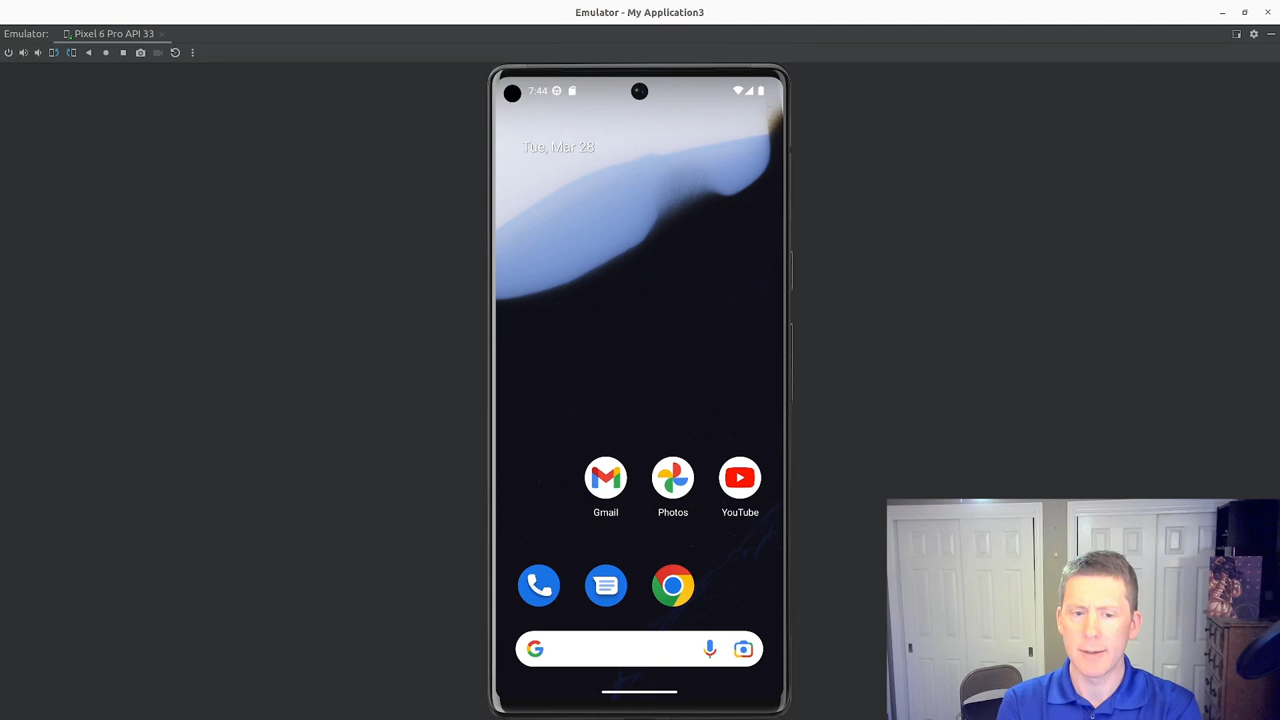 Emulator - My Application3
Emulator: Pixel 6 Pro API 33
7:44
Tue, Mar 28
Gmail Photos YouTube